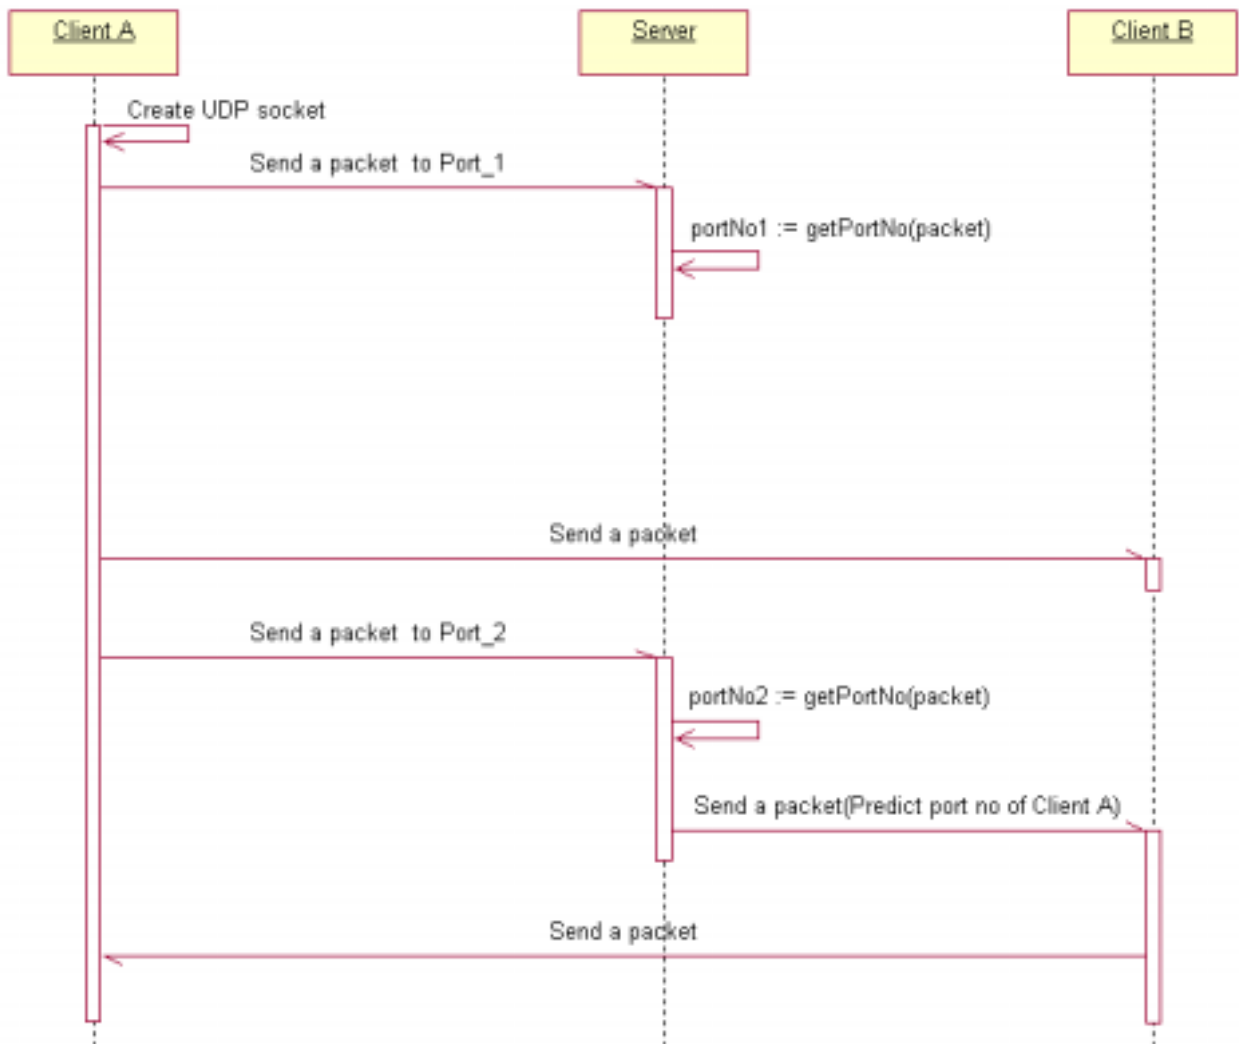 Client A
Server
Client B
Create UDP socket
Send a packet to Port_1
portNo1 := getPortNo(packet)
Send a packet
Send a packet to Port_2
portNo2 := getPortNo(packet)
Send a packet(Predict port no of Client A)
Send a packet